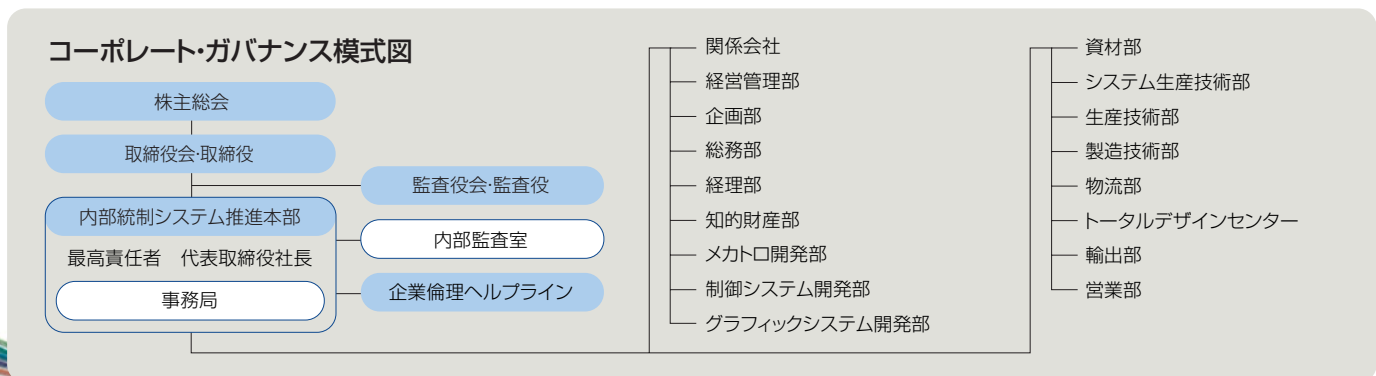 コーポレート・ガバナンス模式図
株主総会
取締役会・取締役
監査役会・監査役
内部統制システム推進本部
最高責任者　代表取締役社長
事務局
内部監査室
企業倫理ヘルプライン
関係会社
経営管理部
企画部
総務部
経理部
知的財産部
メカトロ開発部
制御システム開発部
グラフィックシステム開発部
資材部
システム生産技術部
生産技術部
製造技術部
物流部
トータルデザインセンター
輸出部
営業部